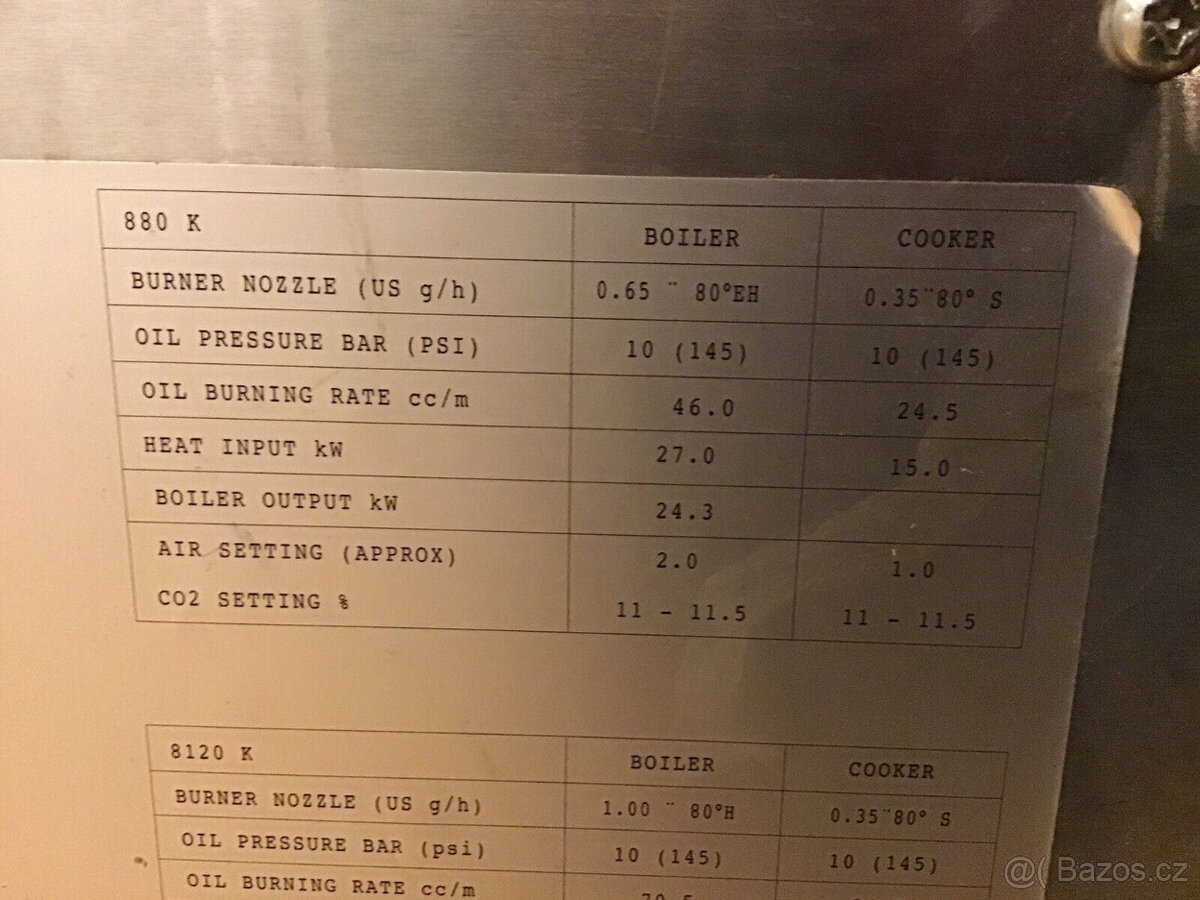 880 K BOILER COOKER
BURNER NOZZLE (US g/h) 0.65 ¨ 80°EH 0.35¨80° S
OIL PRESSURE BAR (PSI) 10 (145) 10 (145)
OIL BURNING RATE cc/m 46.0 24.5
HEAT INPUT kW 27.0 15.0
BOILER OUTPUT kW 24.3
AIR SETTING (APPROX) 2.0 1.0
CO2 SETTING % 11 - 11.5 11 - 11.5
8120 K BOILER COOKER
BURNER NOZZLE (US g/h) 1.00 ¨ 80°H 0.35¨80° S
OIL PRESSURE BAR (psi) 10 (145) 10 (145)
OIL BURNING RATE cc/m
@( Bazos.cz